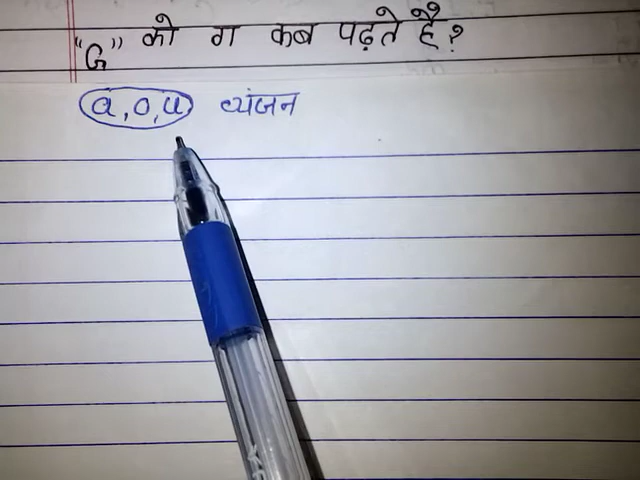 "G" को ग कब पढ़ते है?
a, o, u व्यंजन